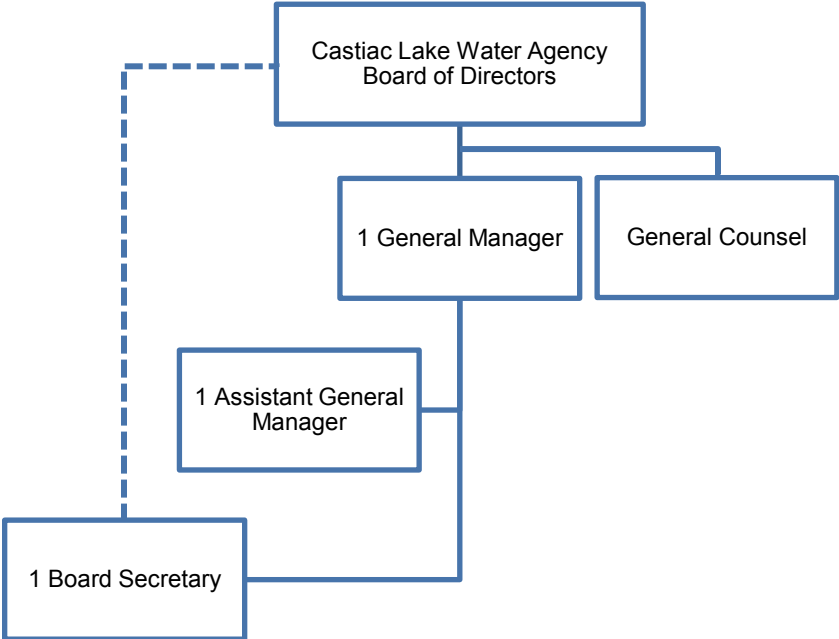 Castiac Lake Water Agency
Board of Directors
1 General Manager
General Counsel
1 Assistant General
Manager
1 Board Secretary